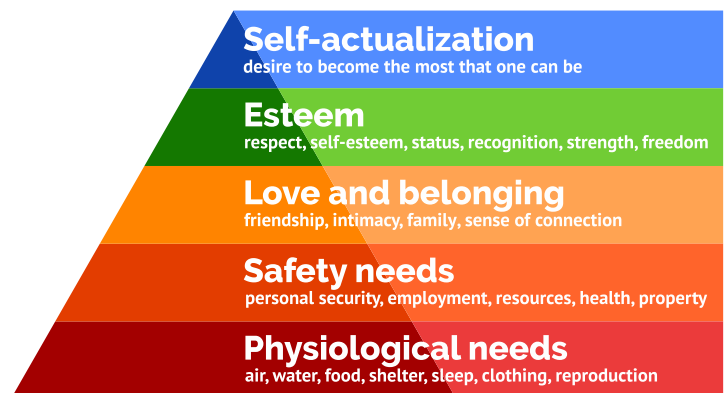 Self-actualization
desire to become the most that one can be
Esteem
respect, self-esteem, status, recognition, strength, freedom
Love and belonging
friendship, intimacy, family, sense of connection
Safety needs
personal security, employment, resources, health, property
Physiological needs
air, water, food, shelter, sleep, clothing, reproduction